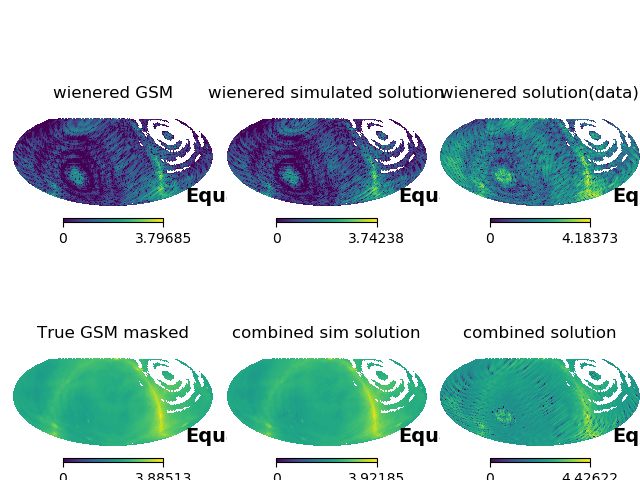 wienered GSM
wienered simulated solution
wienered solution(data)
Equ
Equ
Eq
0 3.79685
0 3.74238
0 4.18373
True GSM masked
combined sim solution
combined solution
Equ
Equ
Eq
0 3.88513
0 3.92185
0 4.42622